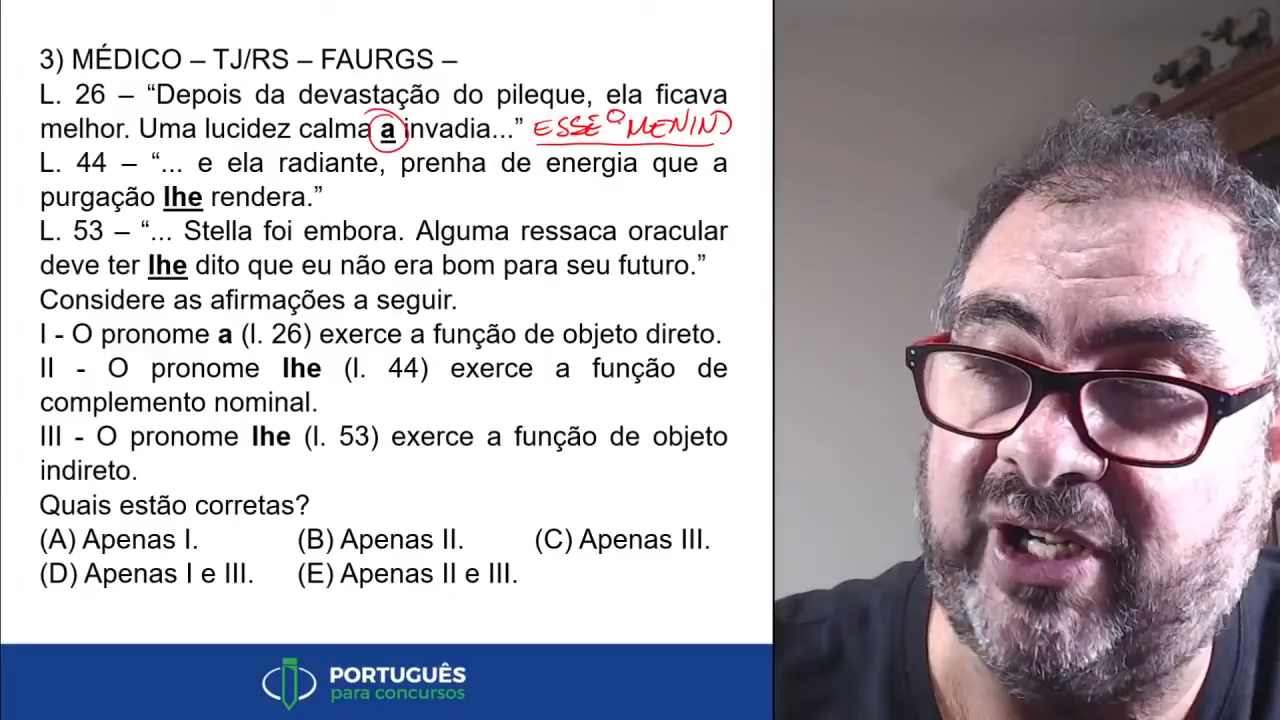 3) MÉDICO – TJ/RS – FAURGS –
L. 26 – “Depois da devastação do pileque, ela ficava
melhor. Uma lucidez calma a invadia...” ESSE O MENINO
L. 44 – “... e ela radiante, prenha de energia que a
purgação lhe rendera.”
L. 53 – “... Stella foi embora. Alguma ressaca oracular
deve ter lhe dito que eu não era bom para seu futuro.”
Considere as afirmações a seguir.
I - O pronome a (l. 26) exerce a função de objeto direto.
II - O pronome lhe (l. 44) exerce a função de
complemento nominal.
III - O pronome lhe (l. 53) exerce a função de objeto
indireto.
Quais estão corretas?
(A) Apenas I. (B) Apenas II. (C) Apenas III.
(D) Apenas I e III. (E) Apenas II e III.
PORTUGUÊS
para concursos